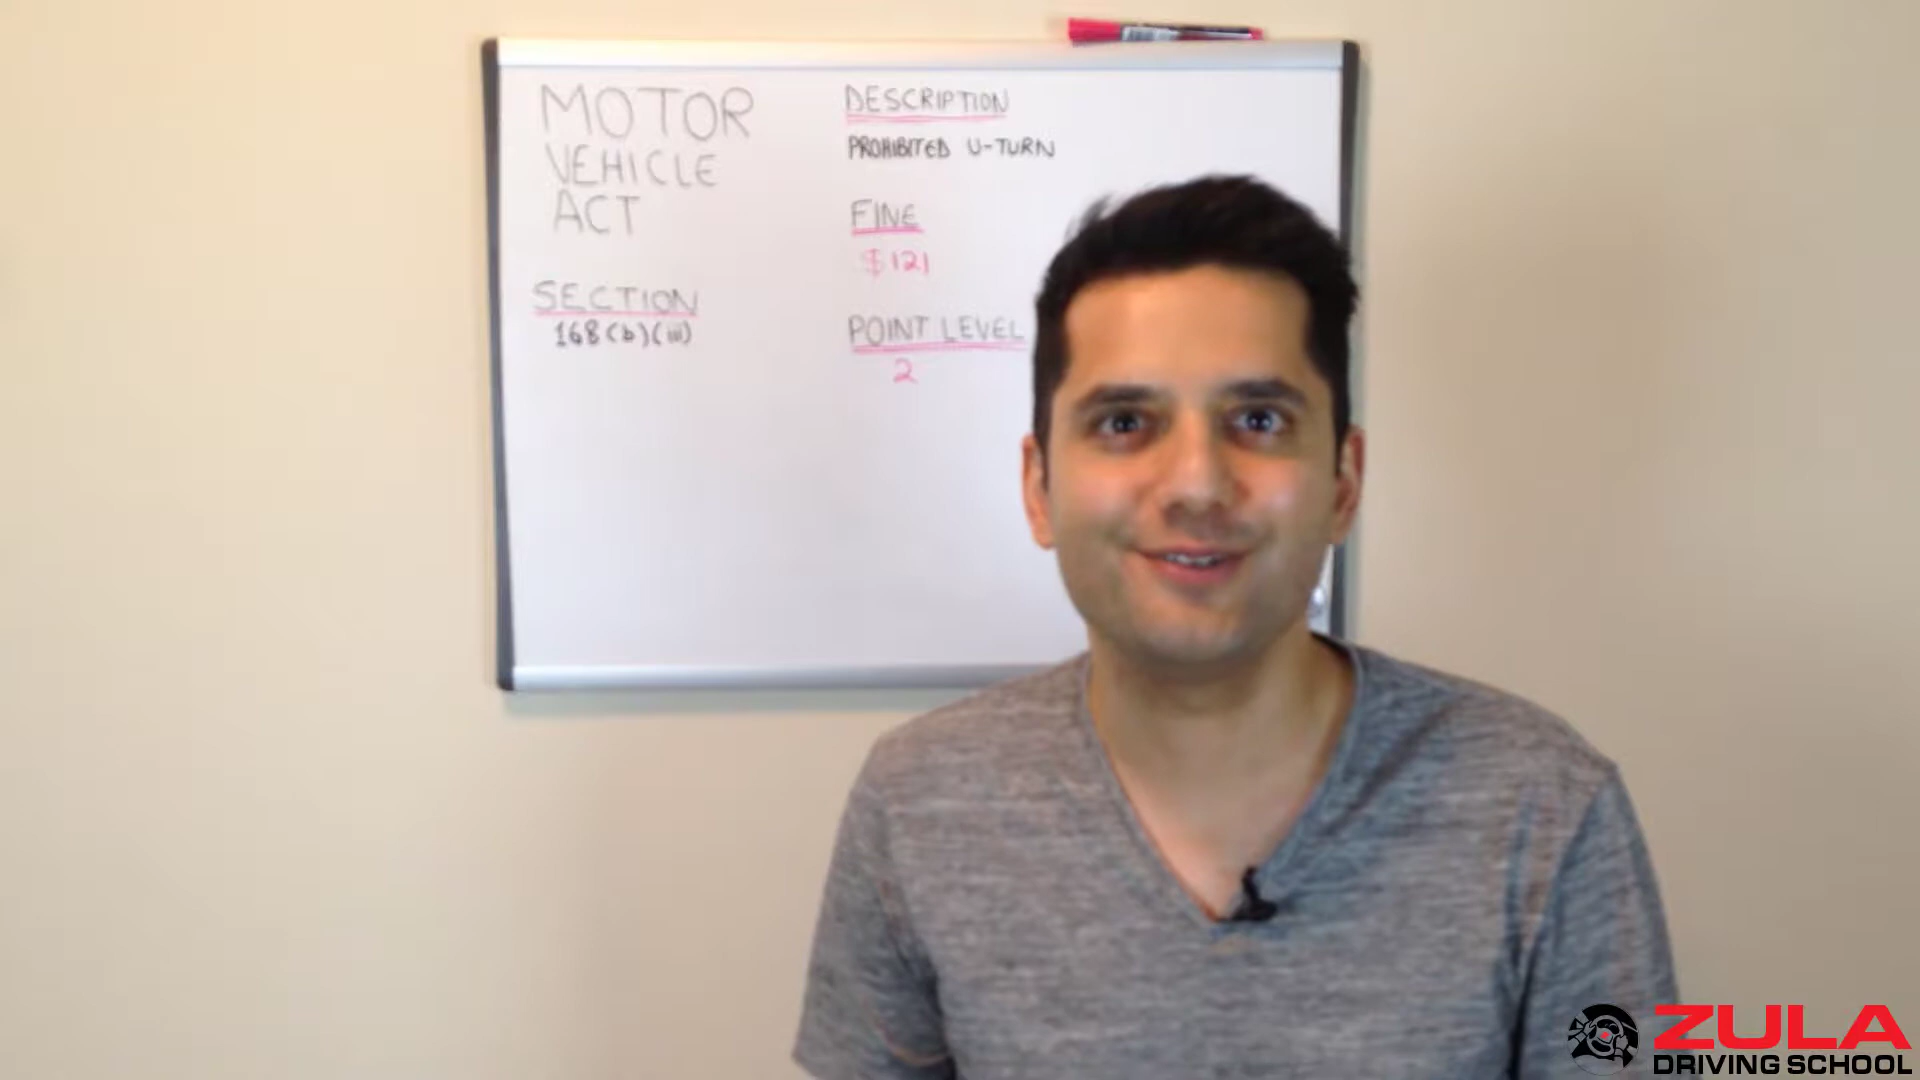 MOTOR
VEHICLE
ACT
SECTION
168(b)(iii)
DESCRIPTION
PROHIBITED U-TURN
FINE
$121
POINT LEVEL
2
ZULA
DRIVING SCHOOL